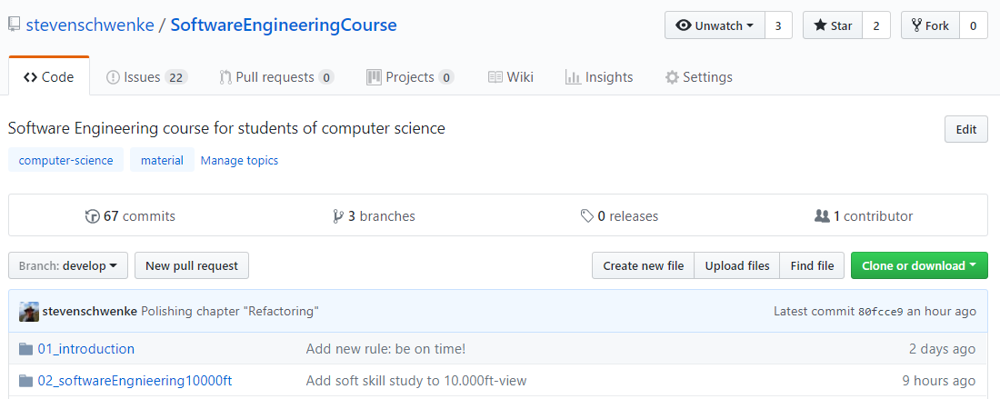 stevenschwenke / SoftwareEngineeringCourse Unwatch 3 Star 2 Fork 0
Code Issues 22 Pull requests 0 Projects 0 Wiki Insights Settings
Software Engineering course for students of computer science Edit
computer-science material Manage topics
67 commits 3 branches 0 releases 1 contributor
Branch: develop New pull request Create new file Upload files Find file Clone or download
stevenschwenke Polishing chapter "Refactoring" Latest commit 80fcce9 an hour ago
01_introduction Add new rule: be on time! 2 days ago
02_softwareEngnieering10000ft Add soft skill study to 10.000ft-view 9 hours ago